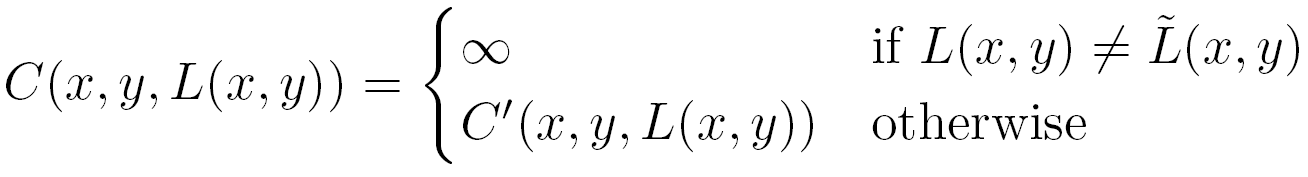 C(x, y, L(x, y)) = { ∞ if L(x, y) ≠ L̃(x, y)
C′(x, y, L(x, y)) otherwise